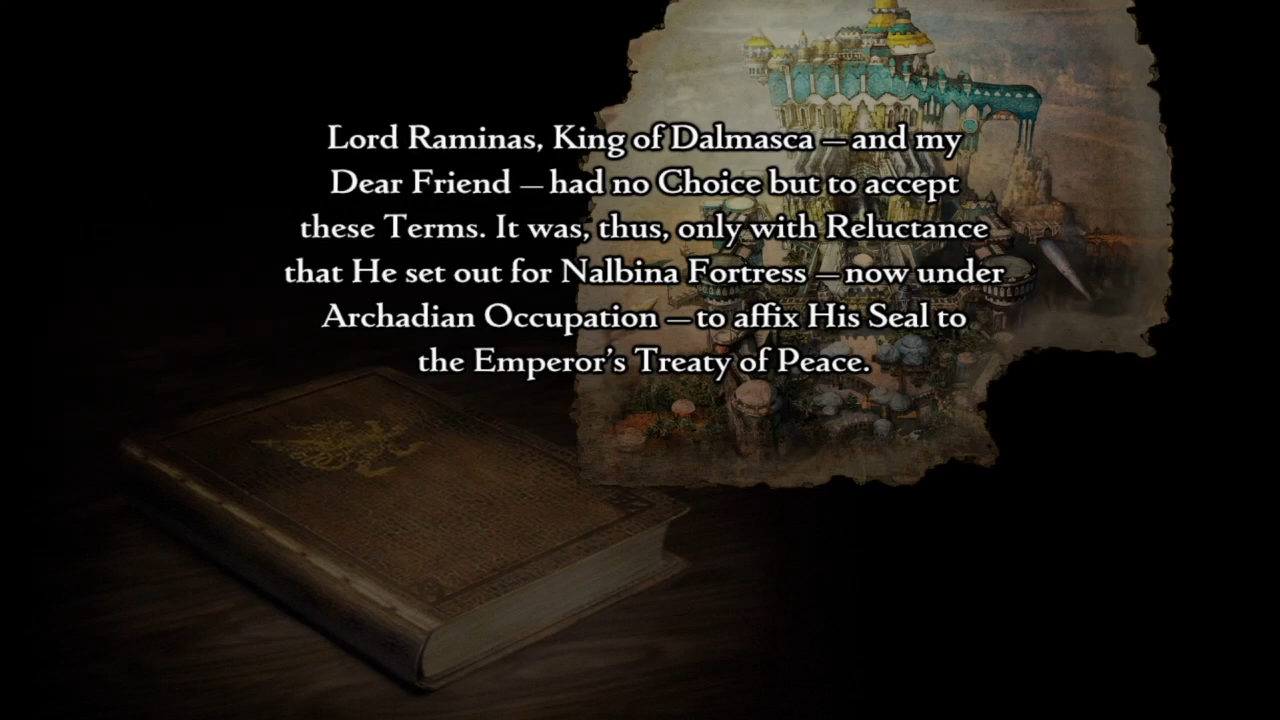 Lord Raminas, King of Dalmasca – and my
Dear Friend – had no Choice but to accept
these Terms. It was, thus, only with Reluctance
that He set out for Nalbina Fortress – now under
Archadian Occupation – to affix His Seal to
the Emperor’s Treaty of Peace.